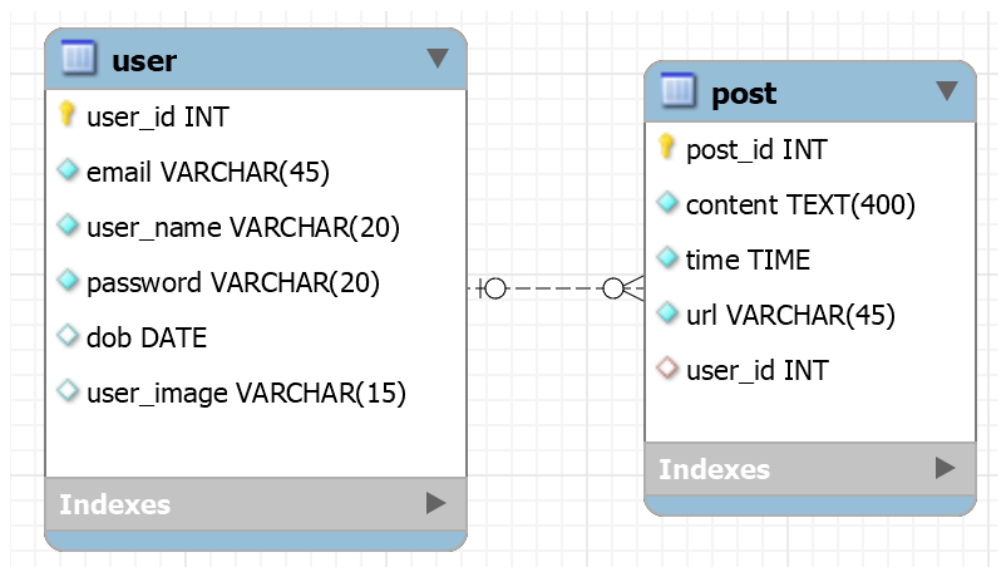 user
user_id INT
email VARCHAR(45)
user_name VARCHAR(20)
password VARCHAR(20)
dob DATE
user_image VARCHAR(15)
Indexes
post
post_id INT
content TEXT(400)
time TIME
url VARCHAR(45)
user_id INT
Indexes